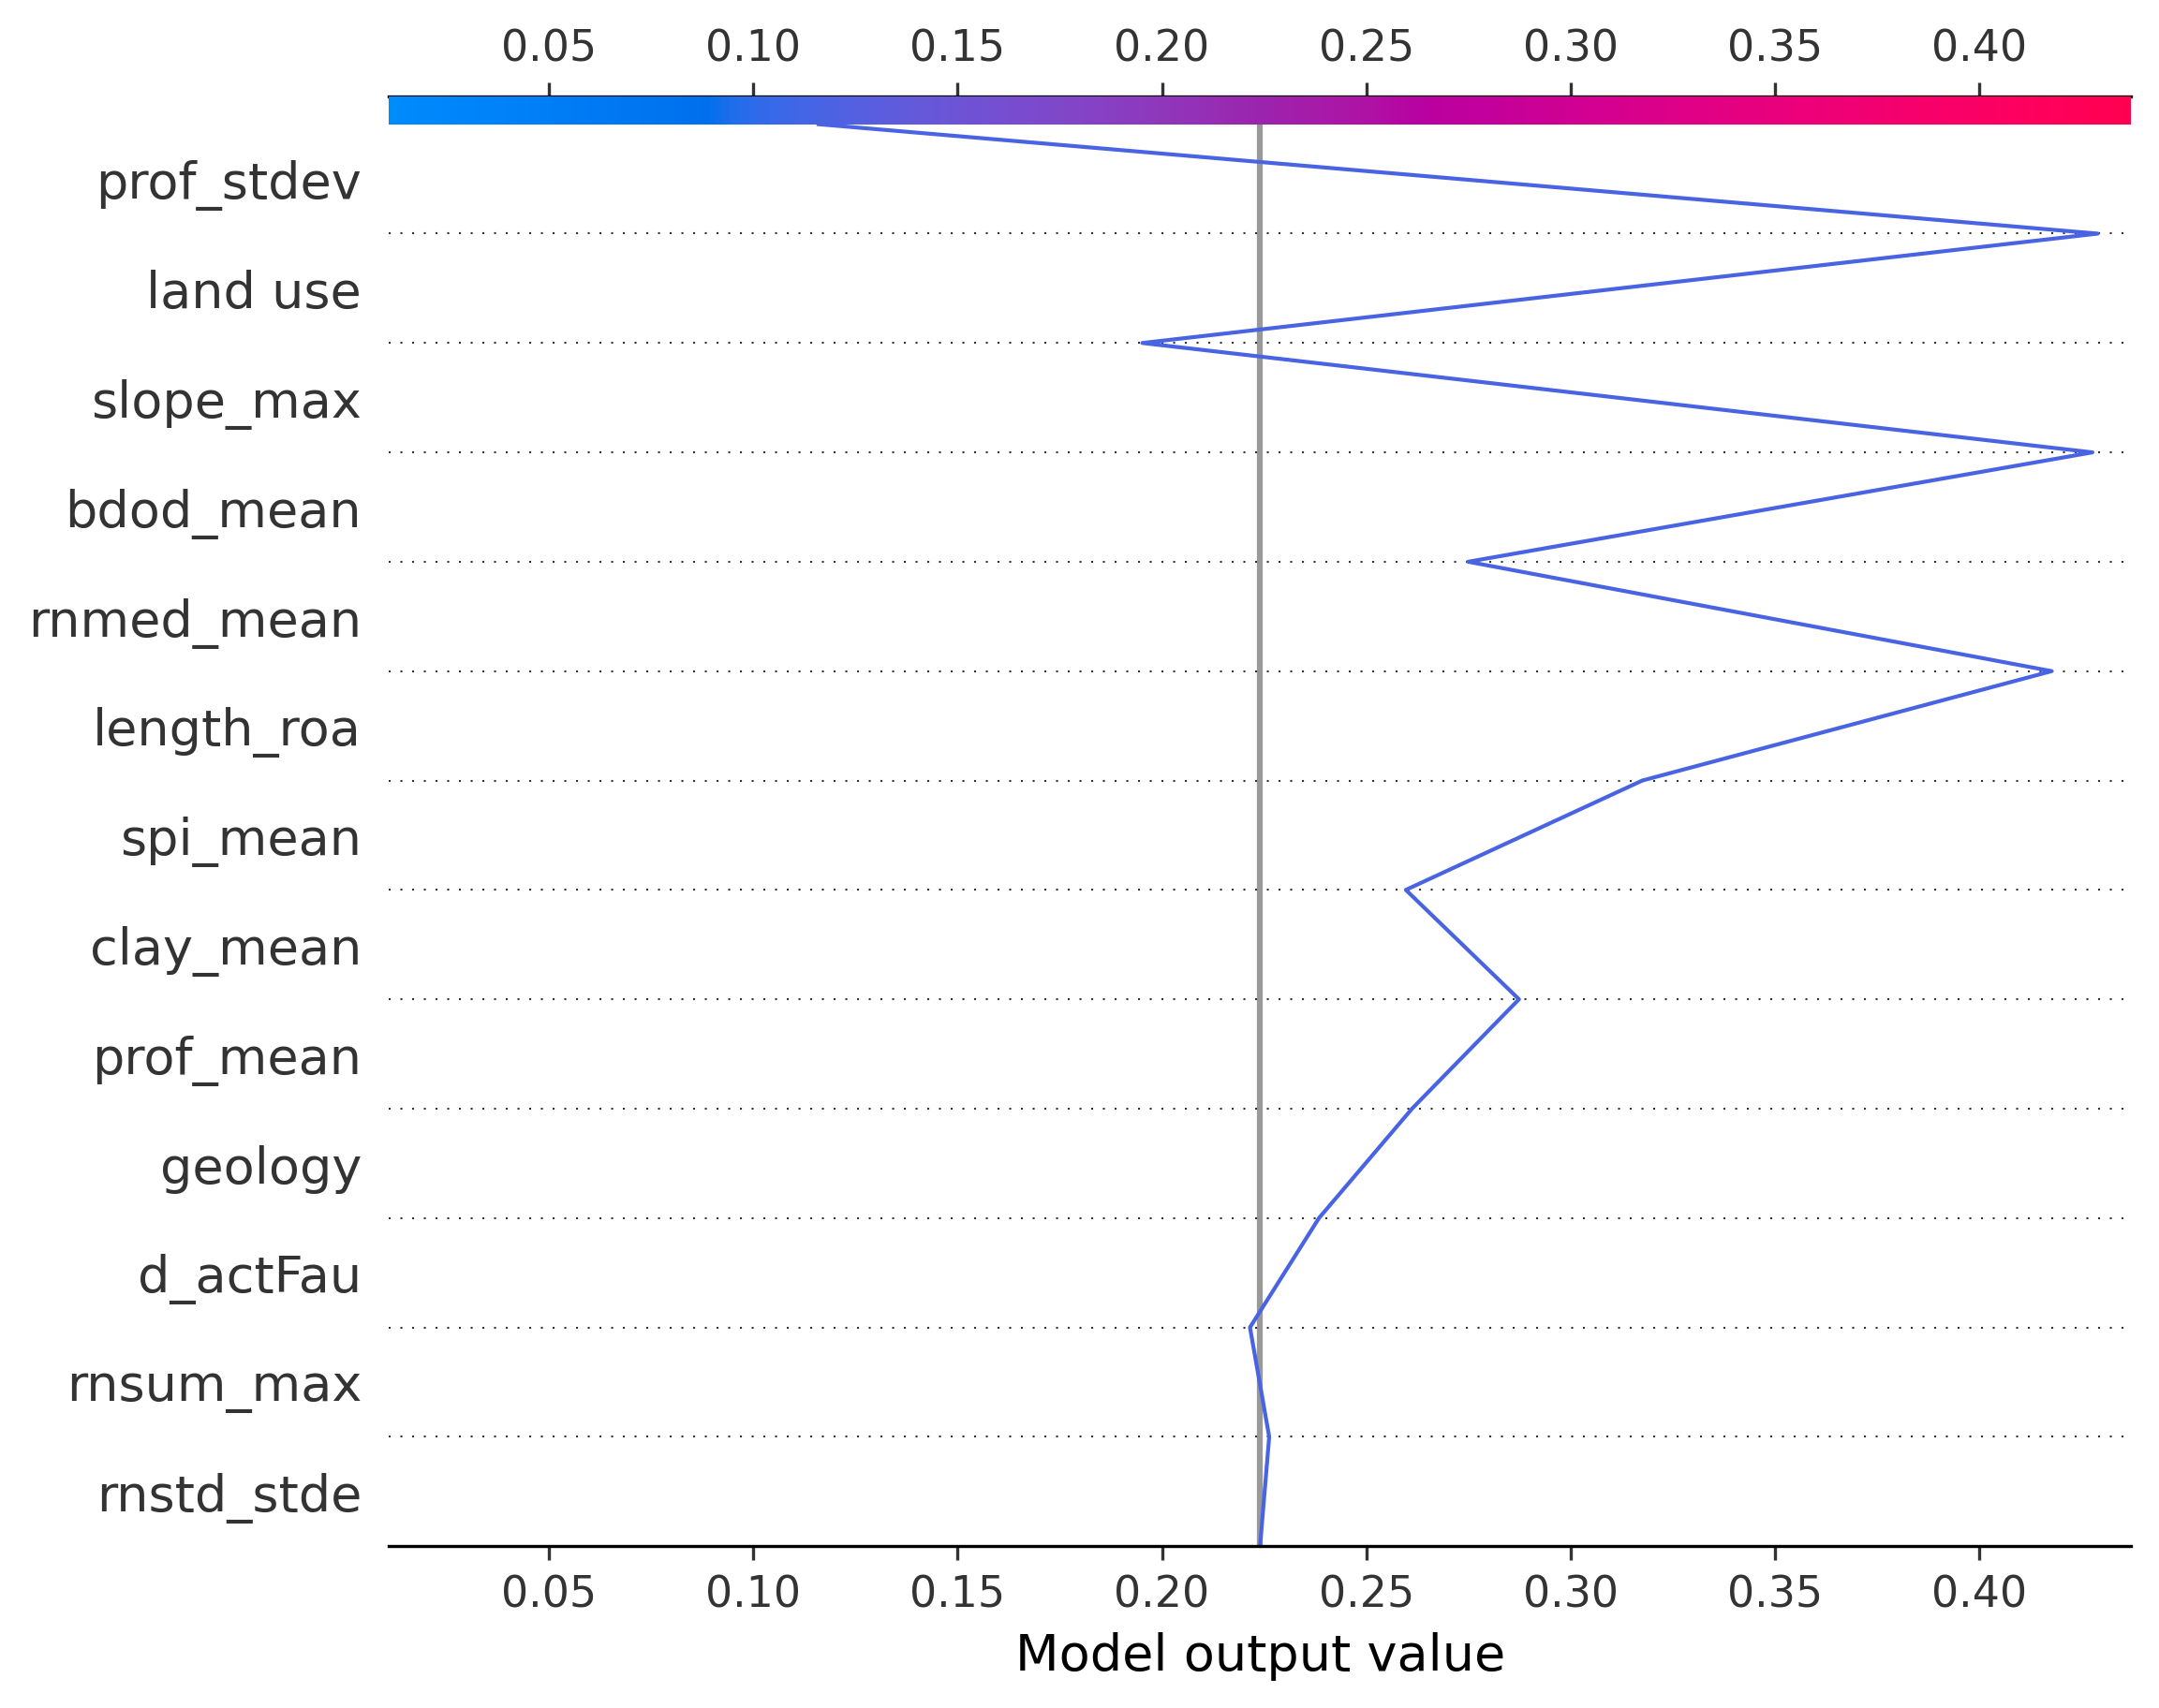 0.05 0.10 0.15 0.20 0.25 0.30 0.35 0.40
prof_stdev
land use
slope_max
bdod_mean
rnmed_mean
length_roa
spi_mean
clay_mean
prof_mean
geology
d_actFau
rnsum_max
rnstd_stde
0.05 0.10 0.15 0.20 0.25 0.30 0.35 0.40
Model output value